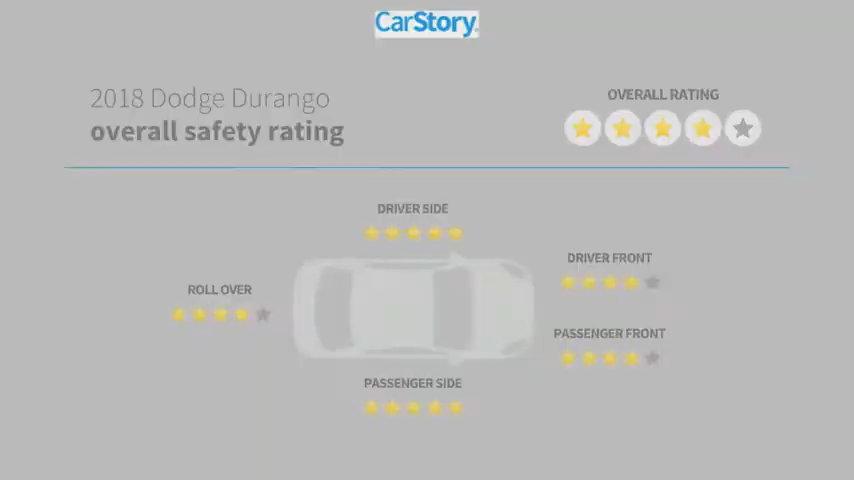 CarStory
2018 Dodge Durango
overall safety rating
OVERALL RATING
DRIVER SIDE
DRIVER FRONT
ROLL OVER
PASSENGER FRONT
PASSENGER SIDE